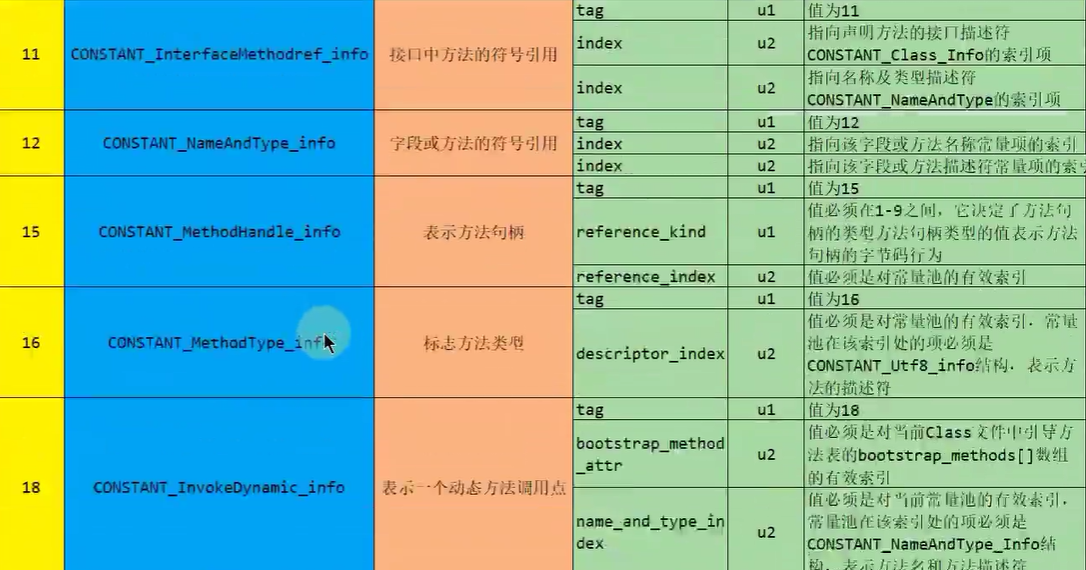 tag u1 值为11
11 CONSTANT_InterfaceMethodref_info 接口中方法的符号引用
index u2 指向声明方法的接口描述符
CONSTANT_Class_Info的索引项
index u2 指向名称及类型描述符
CONSTANT_NameAndType的索引项
tag u1 值为12
12 CONSTANT_NameAndType_info 字段或方法的符号引用
index u2 指向该字段或方法名称常量项的索引
index u2 指向该字段或方法描述符常量项的索引
tag u1 值为15
15 CONSTANT_MethodHandle_info 表示方法句柄
reference_kind u1 值必须在1-9之间，它决定了方法句
柄的类型方法句柄类型的值表示方法
句柄的字节码行为
reference_index u2 值必须是对常量池的有效索引
tag u1 值为16
16 CONSTANT_MethodType_info 标志方法类型
descriptor_index u2 值必须是对常量池的有效索引，常量
池在该索引处的项必须是
CONSTANT_Utf8_info结构，表示方
法的描述符
tag u1 值为18
18 CONSTANT_InvokeDynamic_info 表示一个动态方法调用点
bootstrap_method
_attr
u2 值必须是对当前Class文件中引导方
法表的bootstrap_methods[]数组
的有效索引
name_and_type_in
dex
u2 值必须是对当前常量池的有效索引，
常量池在该索引处的项必须是
CONSTANT_NameAndType_Info结
构，表示方法名和方法描述符